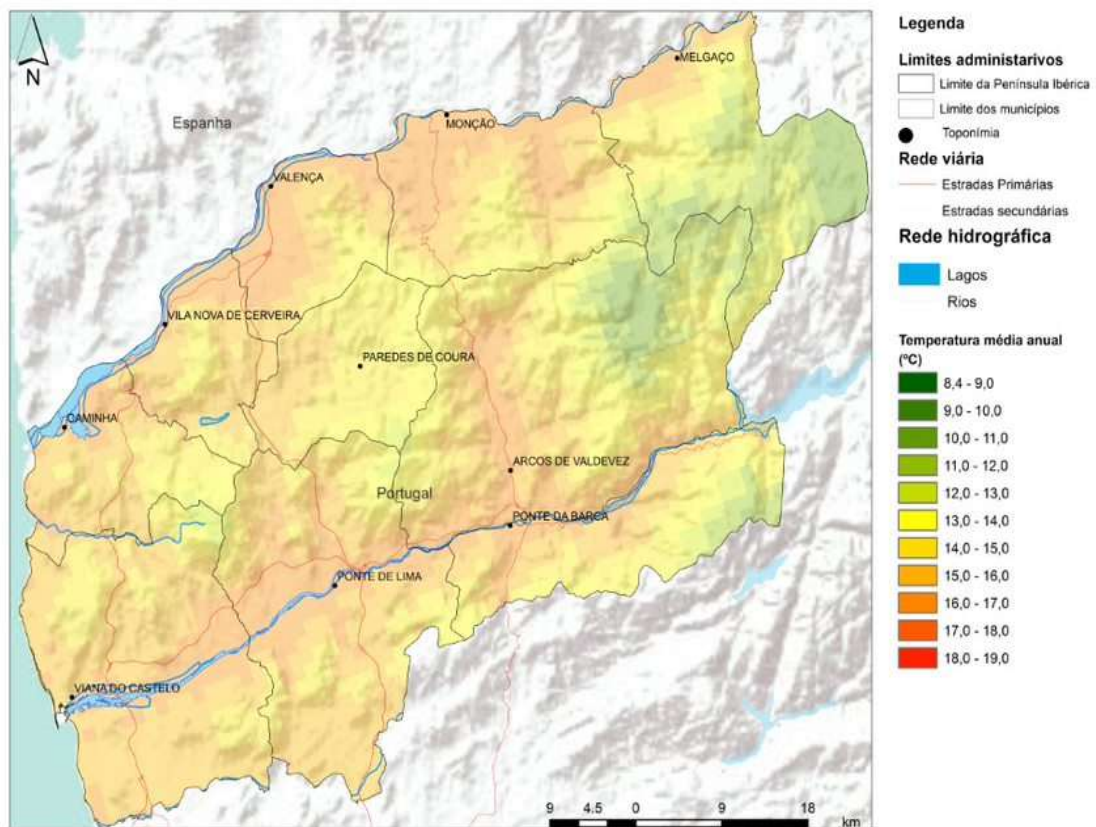 N
Espanha
MELGAÇO
MONÇÃO
VALENÇA
VILA NOVA DE CERVEIRA
PAREDES DE COURA
CAMINHA
ARCOS DE VALDEVEZ
Portugal
PONTE DA BARCA
PONTE DE LIMA
VIANA DO CASTELO
9 4.5 0 9 18
km
Legenda
Limites administarivos
Limite da Península Ibérica
Limite dos municípios
Toponímia
Rede viária
Estradas Primárias
Estradas secundárias
Rede hidrográfica
Lagos
Rios
Temperatura média anual
(ºC)
8,4 - 9,0
9,0 - 10,0
10,0 - 11,0
11,0 - 12,0
12,0 - 13,0
13,0 - 14,0
14,0 - 15,0
15,0 - 16,0
16,0 - 17,0
17,0 - 18,0
18,0 - 19,0